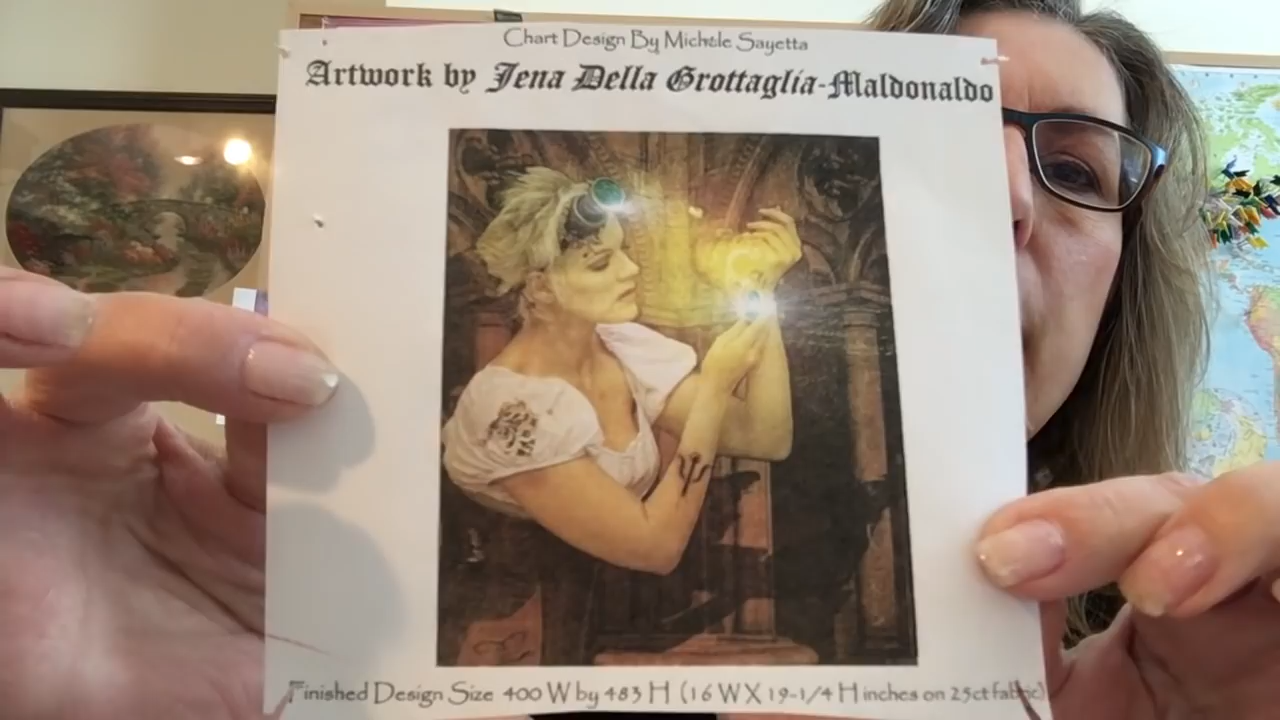 Chart Design By Michele Sayetta
Artwork by Jena Della Grottaglia-Maldonaldo
Finished Design Size 400 W by 483 H (16 W X 19-1/4 H inches on 25ct fabric)